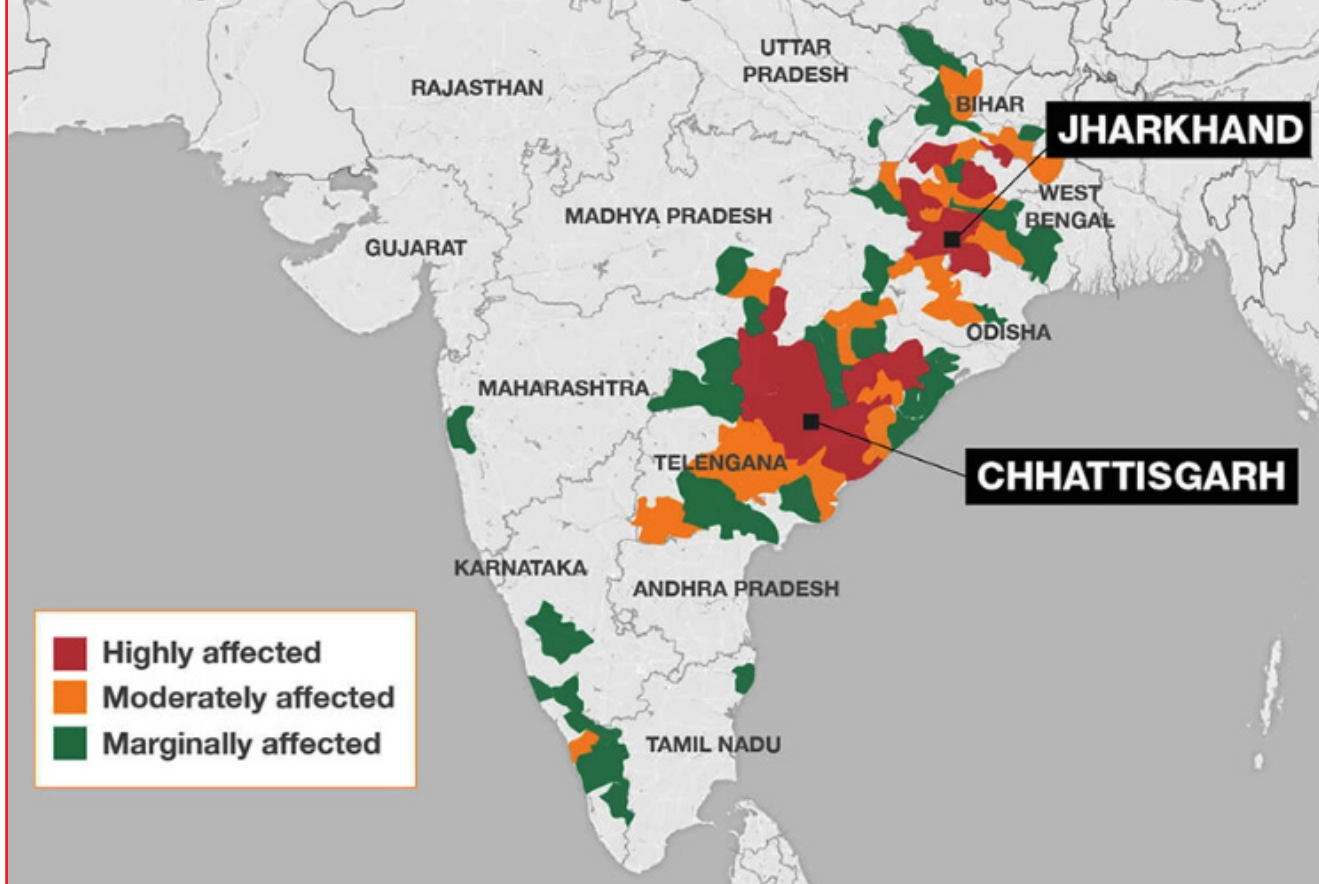 UTTAR
PRADESH
RAJASTHAN
BIHAR
JHARKHAND
WEST
BENGAL
MADHYA PRADESH
GUJARAT
ODISHA
MAHARASHTRA
TELENGANA
CHHATTISGARH
KARNATAKA
ANDHRA PRADESH
Highly affected
Moderately affected
Marginally affected
TAMIL NADU